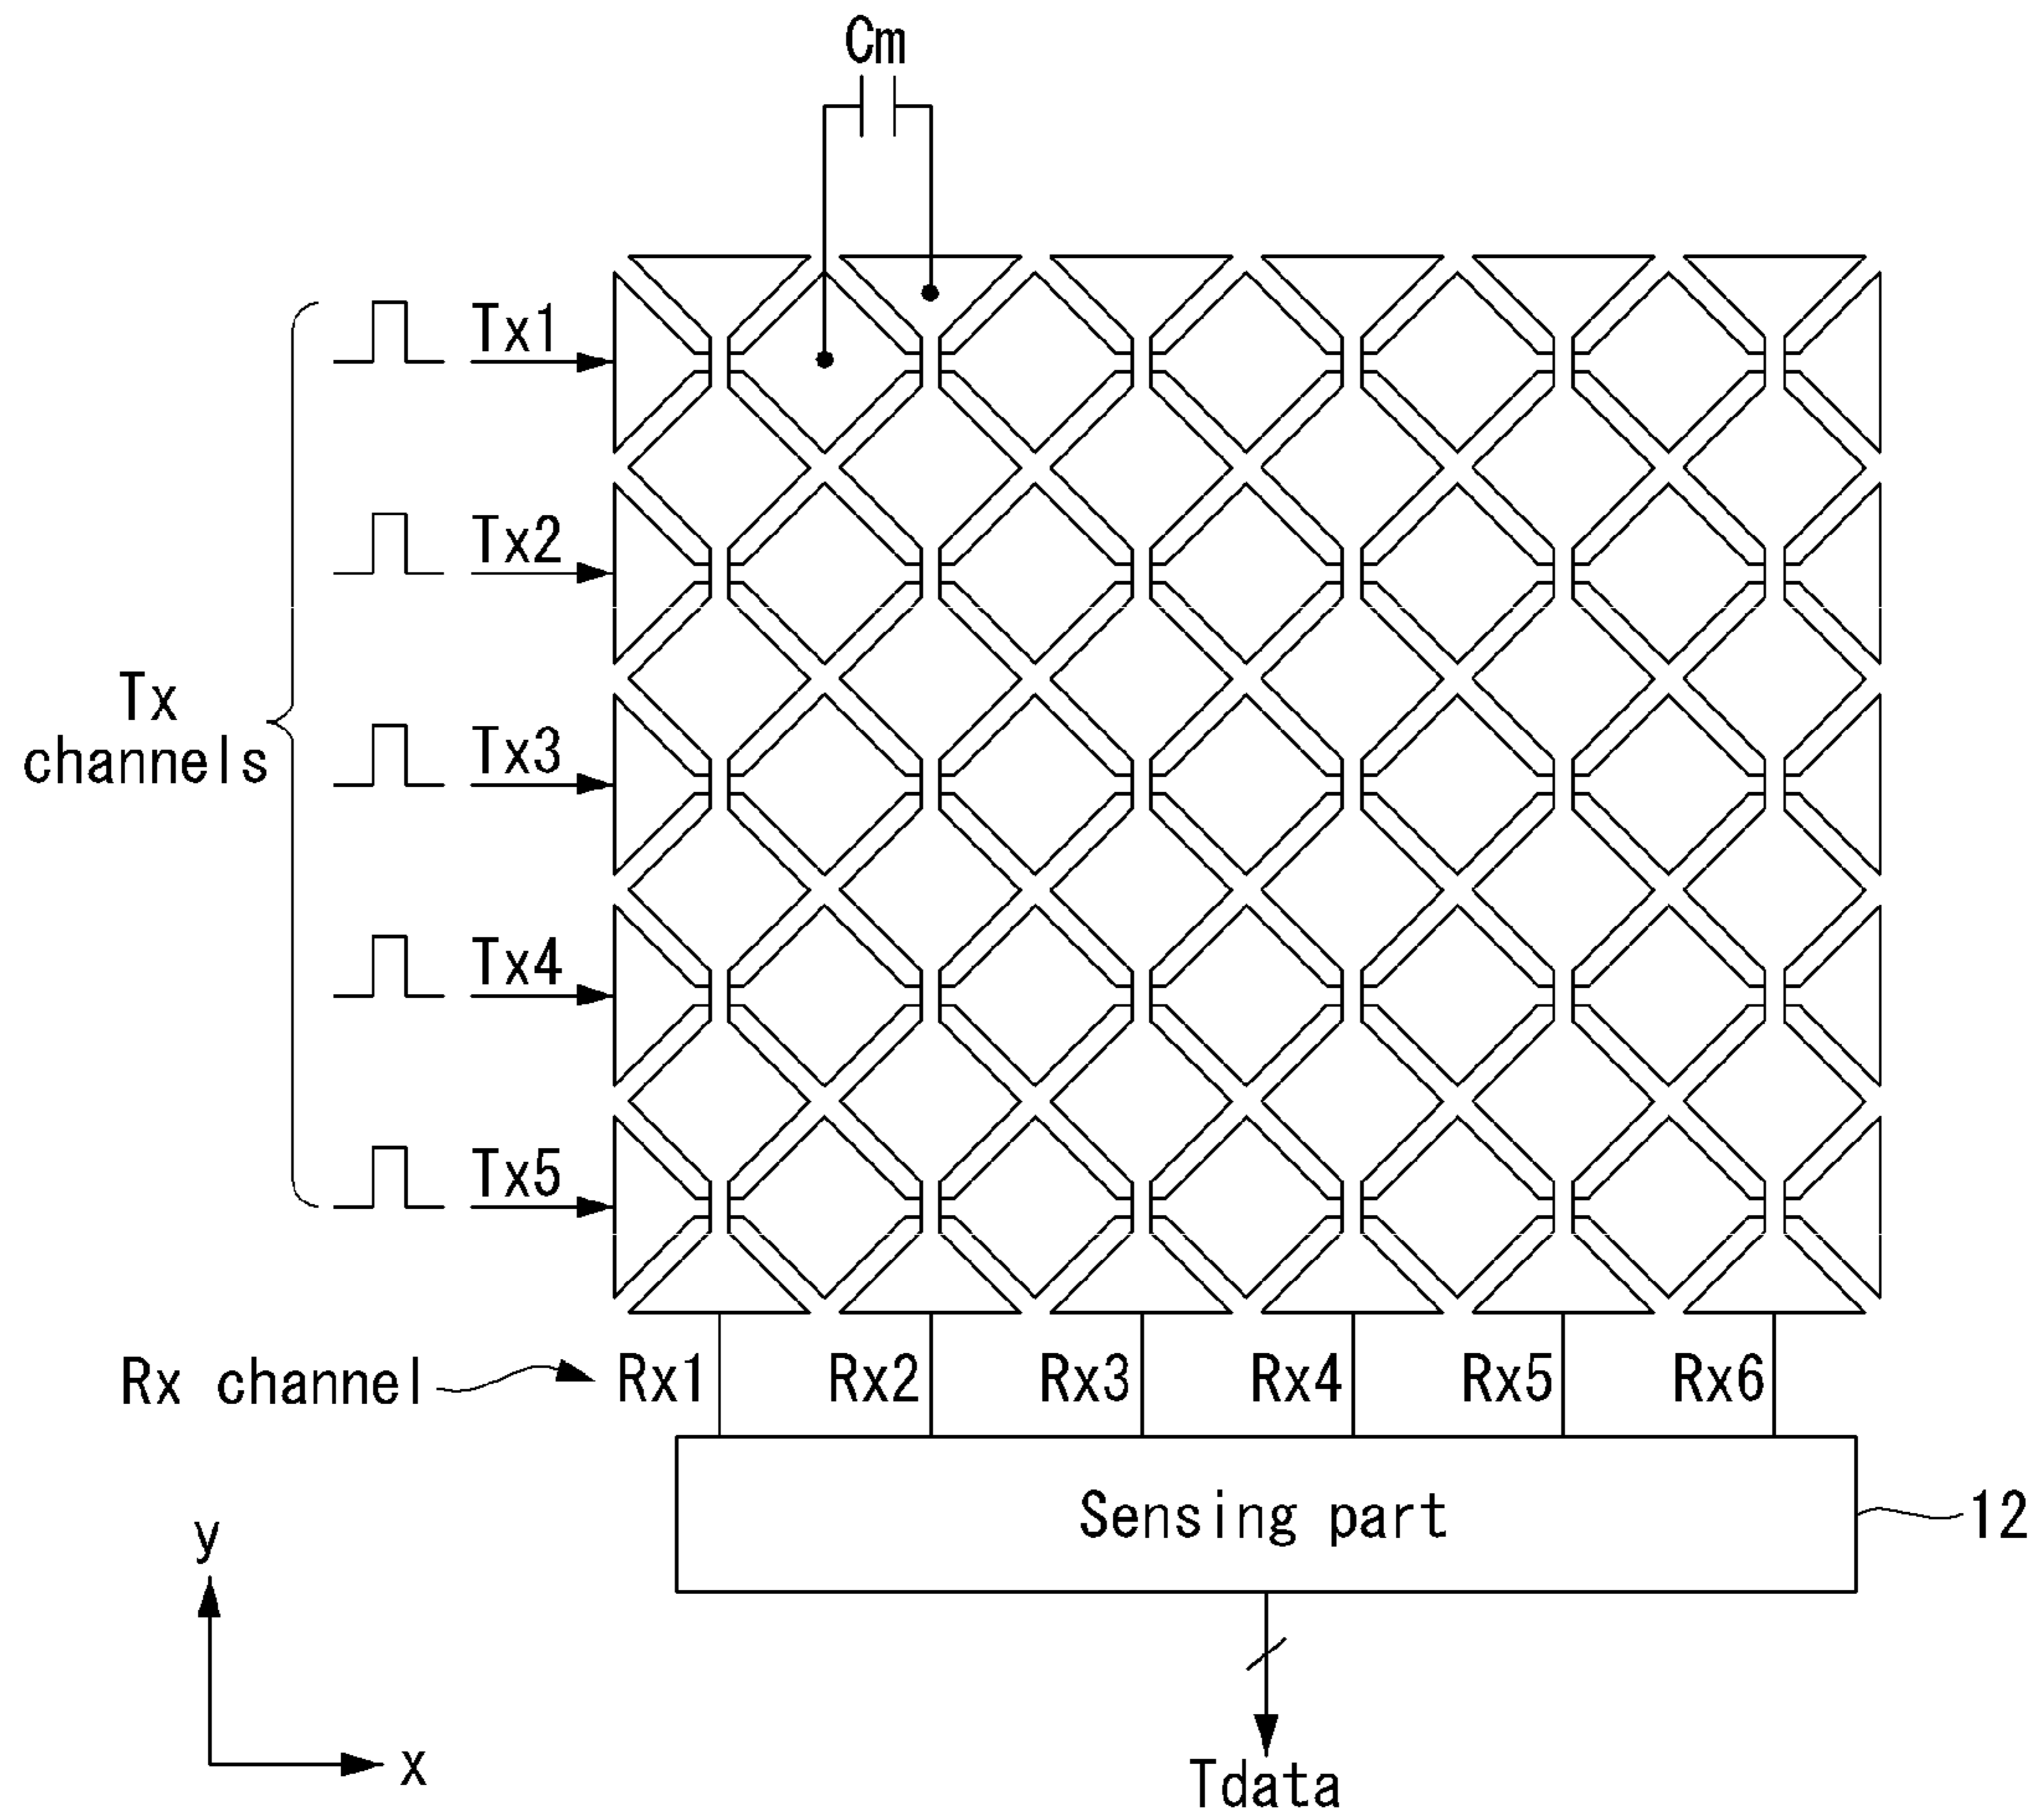 Cm
Tx1
Tx2
Tx
channels
Tx3
Tx4
Tx5
Rx channel
Rx1
Rx2
Rx3
Rx4
Rx5
Rx6
Sensing part
12
y
x
Tdata